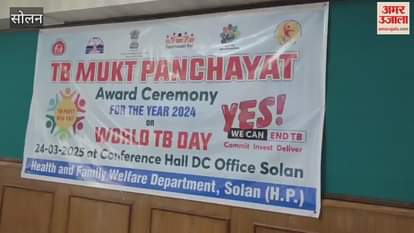 सोलन
अमर उजाला
amarujala.com
TB MUKT PANCHAYAT
Award Ceremony
FOR THE YEAR 2024
on
WORLD TB DAY
YES!
WE CAN END TB
Commit Invest Deliver
24-03-2025 at Conference Hall DC Office Solan
Health and Family Welfare Department, Solan (H.P.)